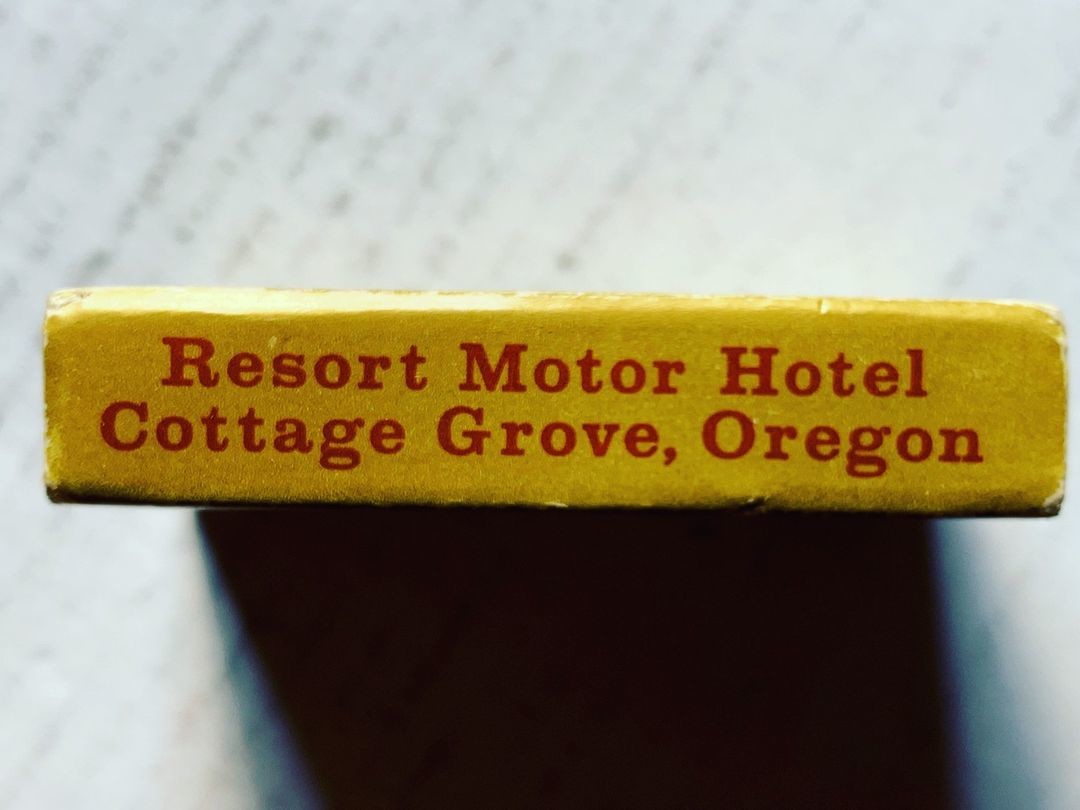 Resort Motor Hotel
Cottage Grove, Oregon